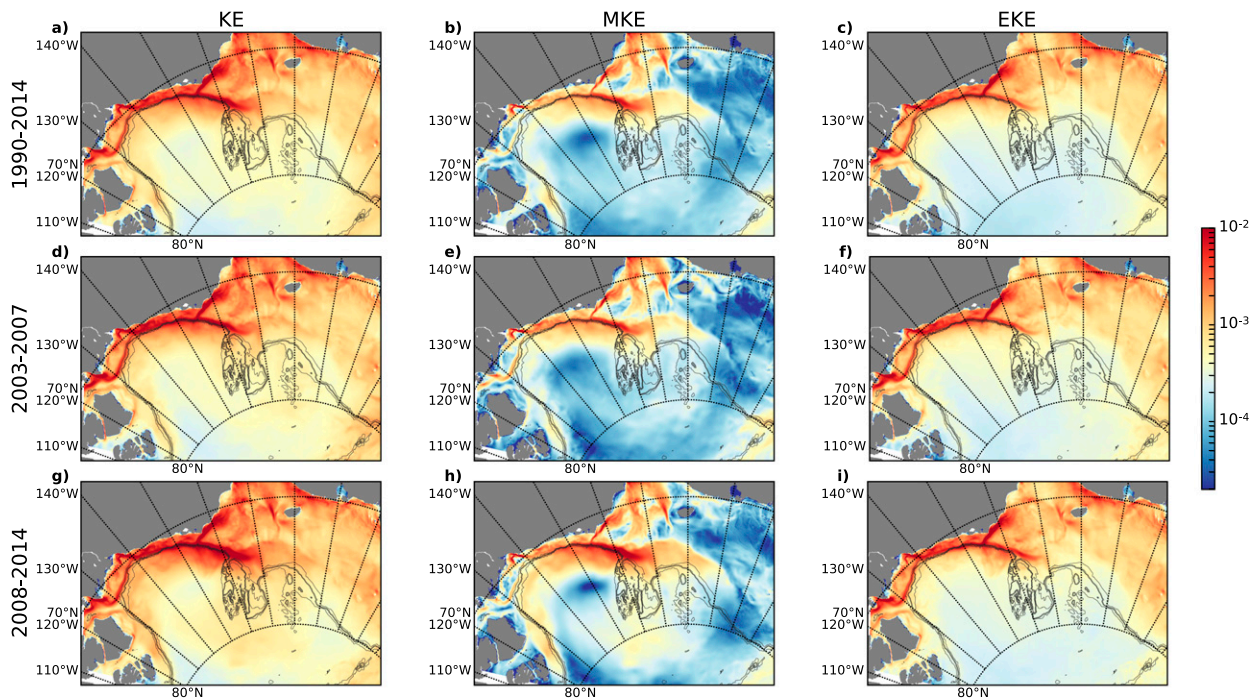 KE MKE EKE
a) b) c)
140°W 140°W 140°W
130°W 130°W 130°W
70°N 70°N 70°N
120°W 120°W 120°W
110°W 110°W 110°W
80°N 80°N 80°N
1990-2014
d) e) f)
140°W 140°W 140°W
130°W 130°W 130°W
70°N 70°N 70°N
120°W 120°W 120°W
110°W 110°W 110°W
80°N 80°N 80°N
2003-2007
g) h) i)
140°W 140°W 140°W
130°W 130°W 130°W
70°N 70°N 70°N
120°W 120°W 120°W
110°W 110°W 110°W
80°N 80°N 80°N
2008-2014
10⁻²
10⁻³
10⁻⁴